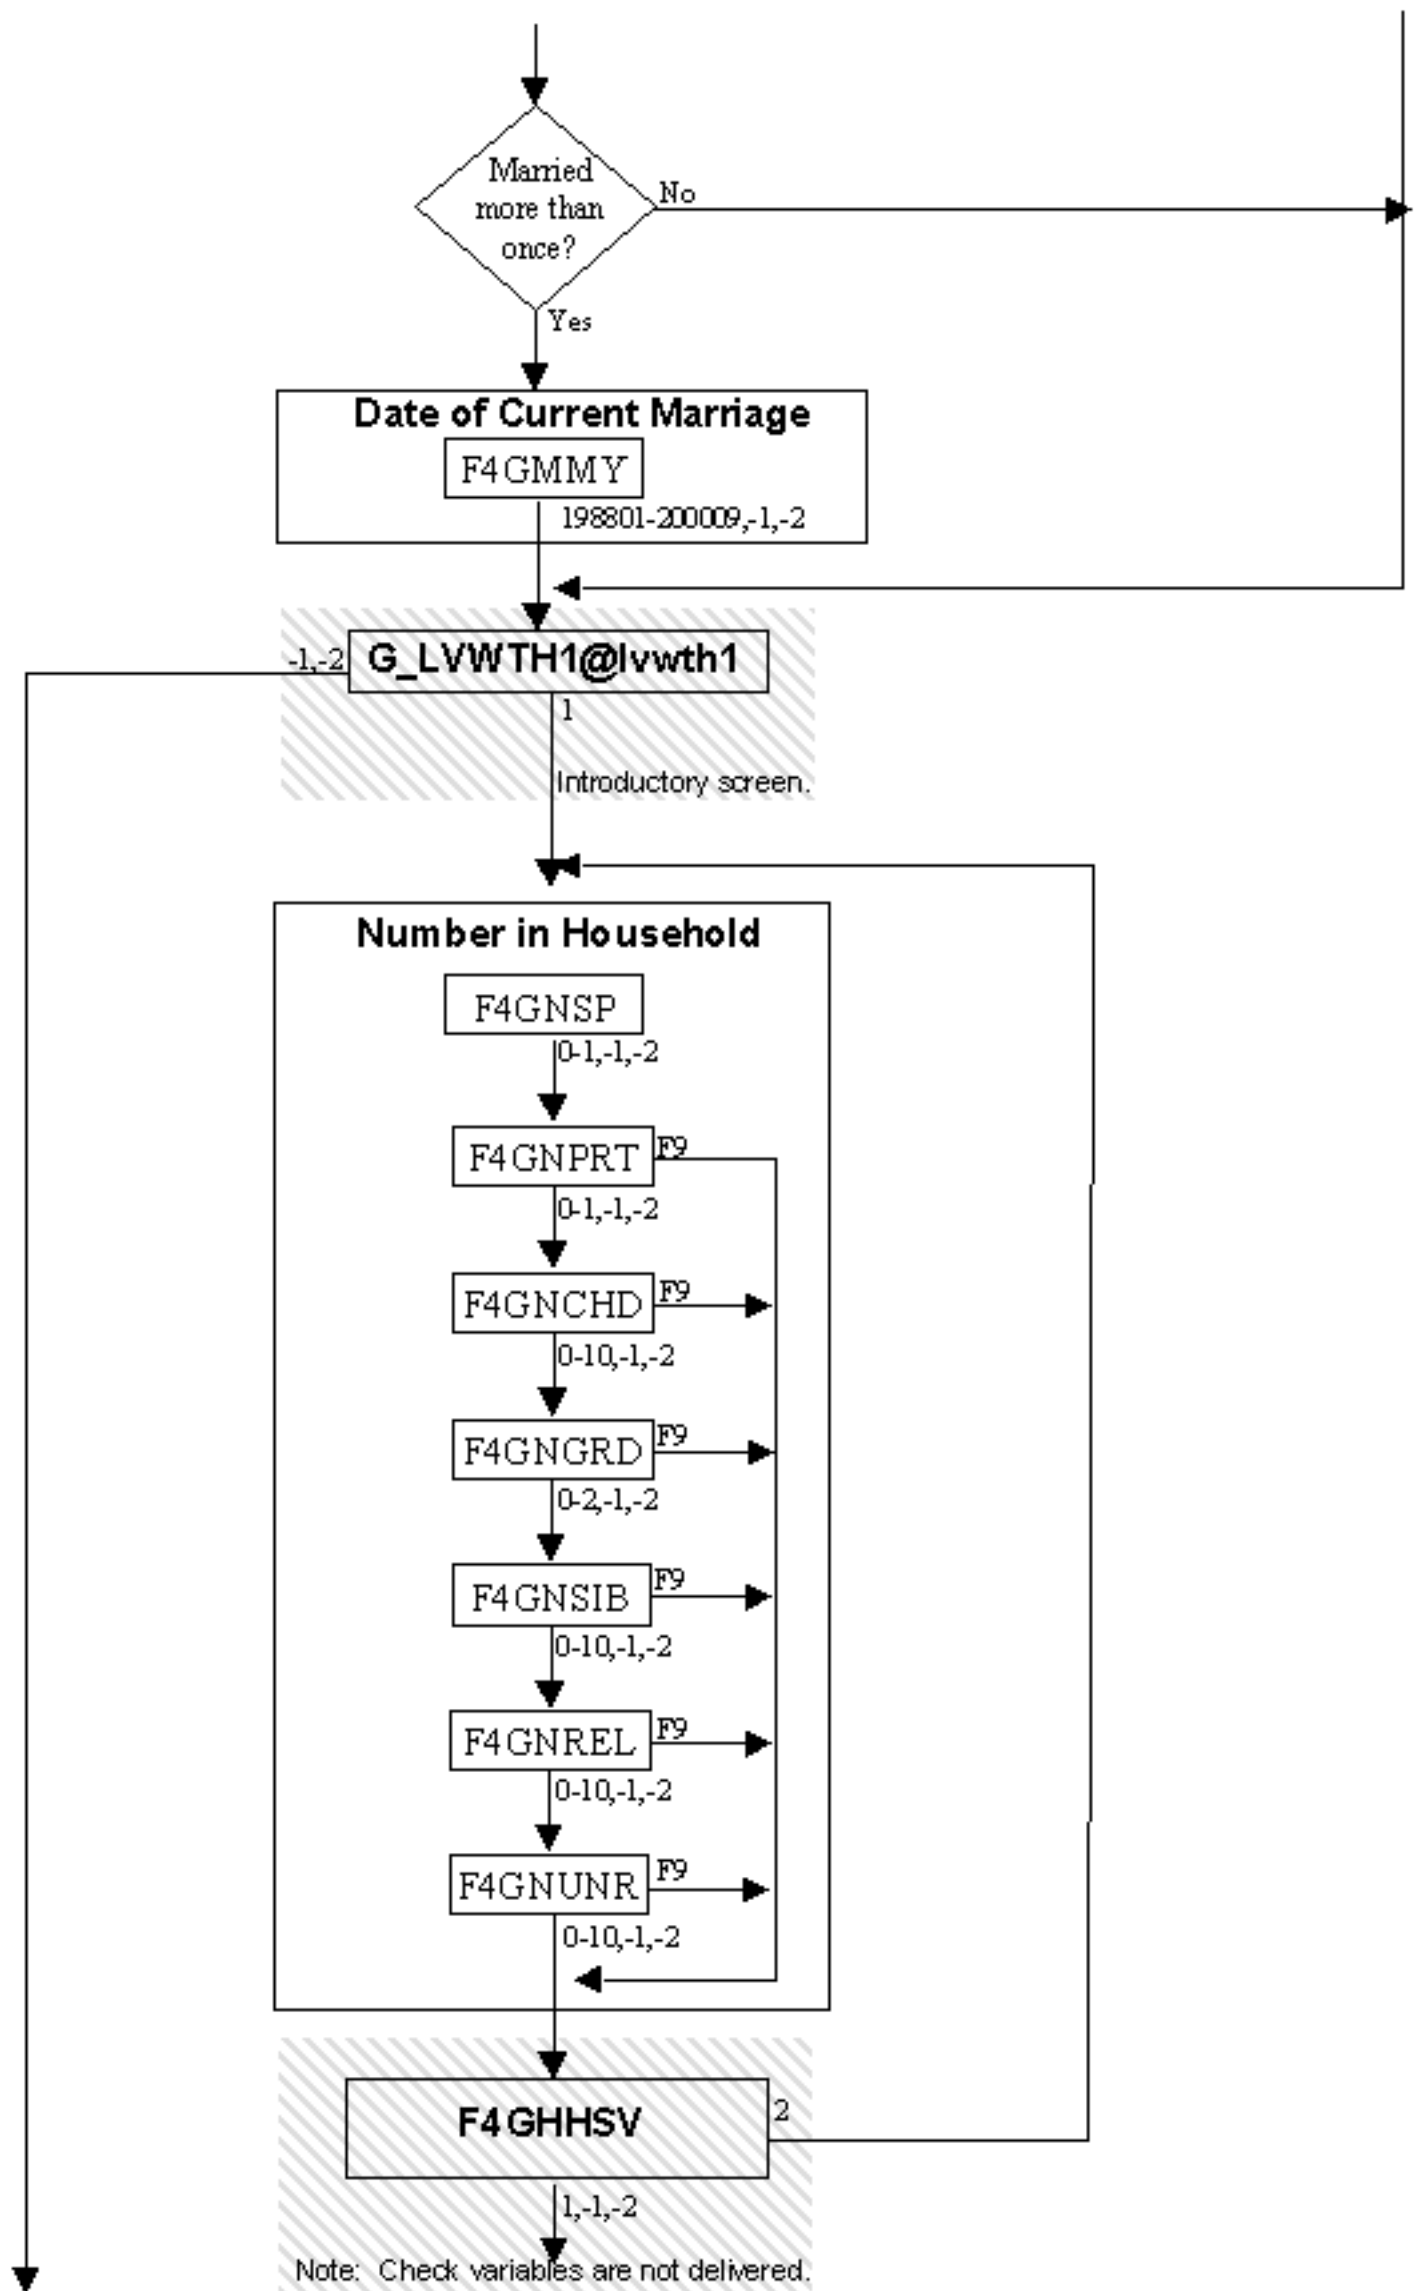 Married
more than
once?
No
Yes
Date of Current Marriage
F4GMMY
198801-200009,-1,-2
-1,-2
G_LVWTH1@lvwth1
1
Introductory screen.
Number in Household
F4GNSP
0-1,-1,-2
F4GNPRT
F9
0-1,-1,-2
F4GNCHD
F9
0-10,-1,-2
F4GNGRD
F9
0-2,-1,-2
F4GNSIB
F9
0-10,-1,-2
F4GNREL
F9
0-10,-1,-2
F4GNUNR
F9
0-10,-1,-2
F4GHHSV
2
1,-1,-2
Note: Check variables are not delivered.